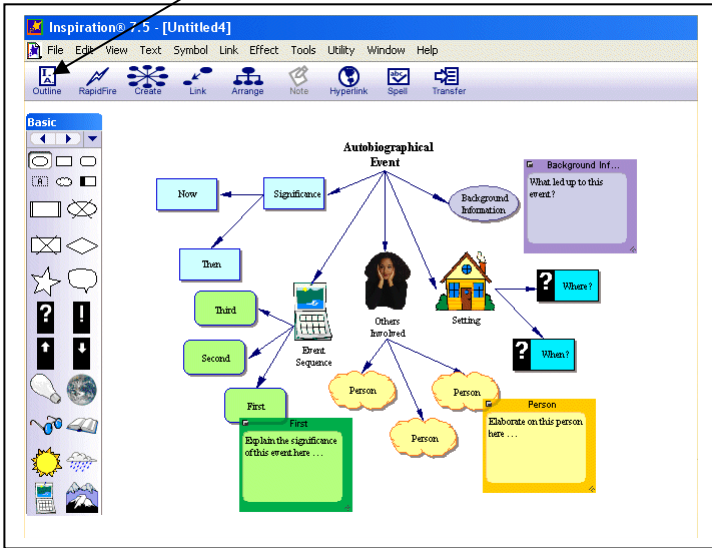 Inspiration® 7.5 - [Untitled4]
File Edit View Text Symbol Link Effect Tools Utility Window Help
Outline RapidFire Create Link Arrange Note Hyperlink Spell Transfer
Basic
Autobiographical
Event
Background Inf...
What led up to this
event?
Now
Significance
Background
Information
Then
Where?
Third
Others
Involved
Setting
Second
Event
Sequence
When?
First
Person
Person
Person
First
Explain the significance
of this event here ...
Person
Elaborate on this person
here ...